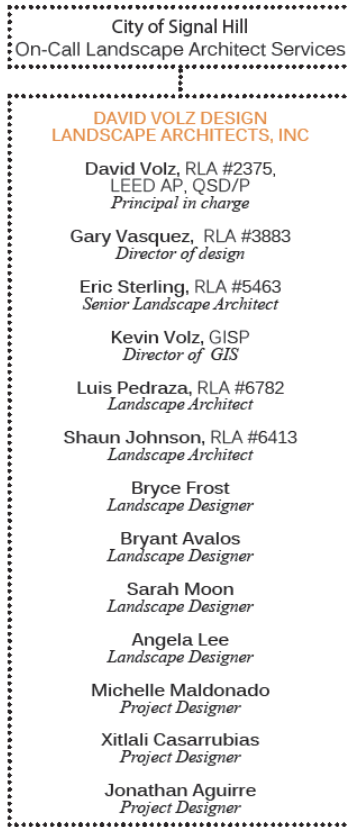 City of Signal Hill
On-Call Landscape Architect Services
DAVID VOLZ DESIGN
LANDSCAPE ARCHITECTS, INC
David Volz, RLA #2375,
LEED AP, QSD/P
Principal in charge
Gary Vasquez, RLA #3883
Director of design
Eric Sterling, RLA #5463
Senior Landscape Architect
Kevin Volz, GISP
Director of GIS
Luis Pedraza, RLA #6782
Landscape Architect
Shaun Johnson, RLA #6413
Landscape Architect
Bryce Frost
Landscape Designer
Bryant Avalos
Landscape Designer
Sarah Moon
Landscape Designer
Angela Lee
Landscape Designer
Michelle Maldonado
Project Designer
Xitlali Casarrubias
Project Designer
Jonathan Aguirre
Project Designer